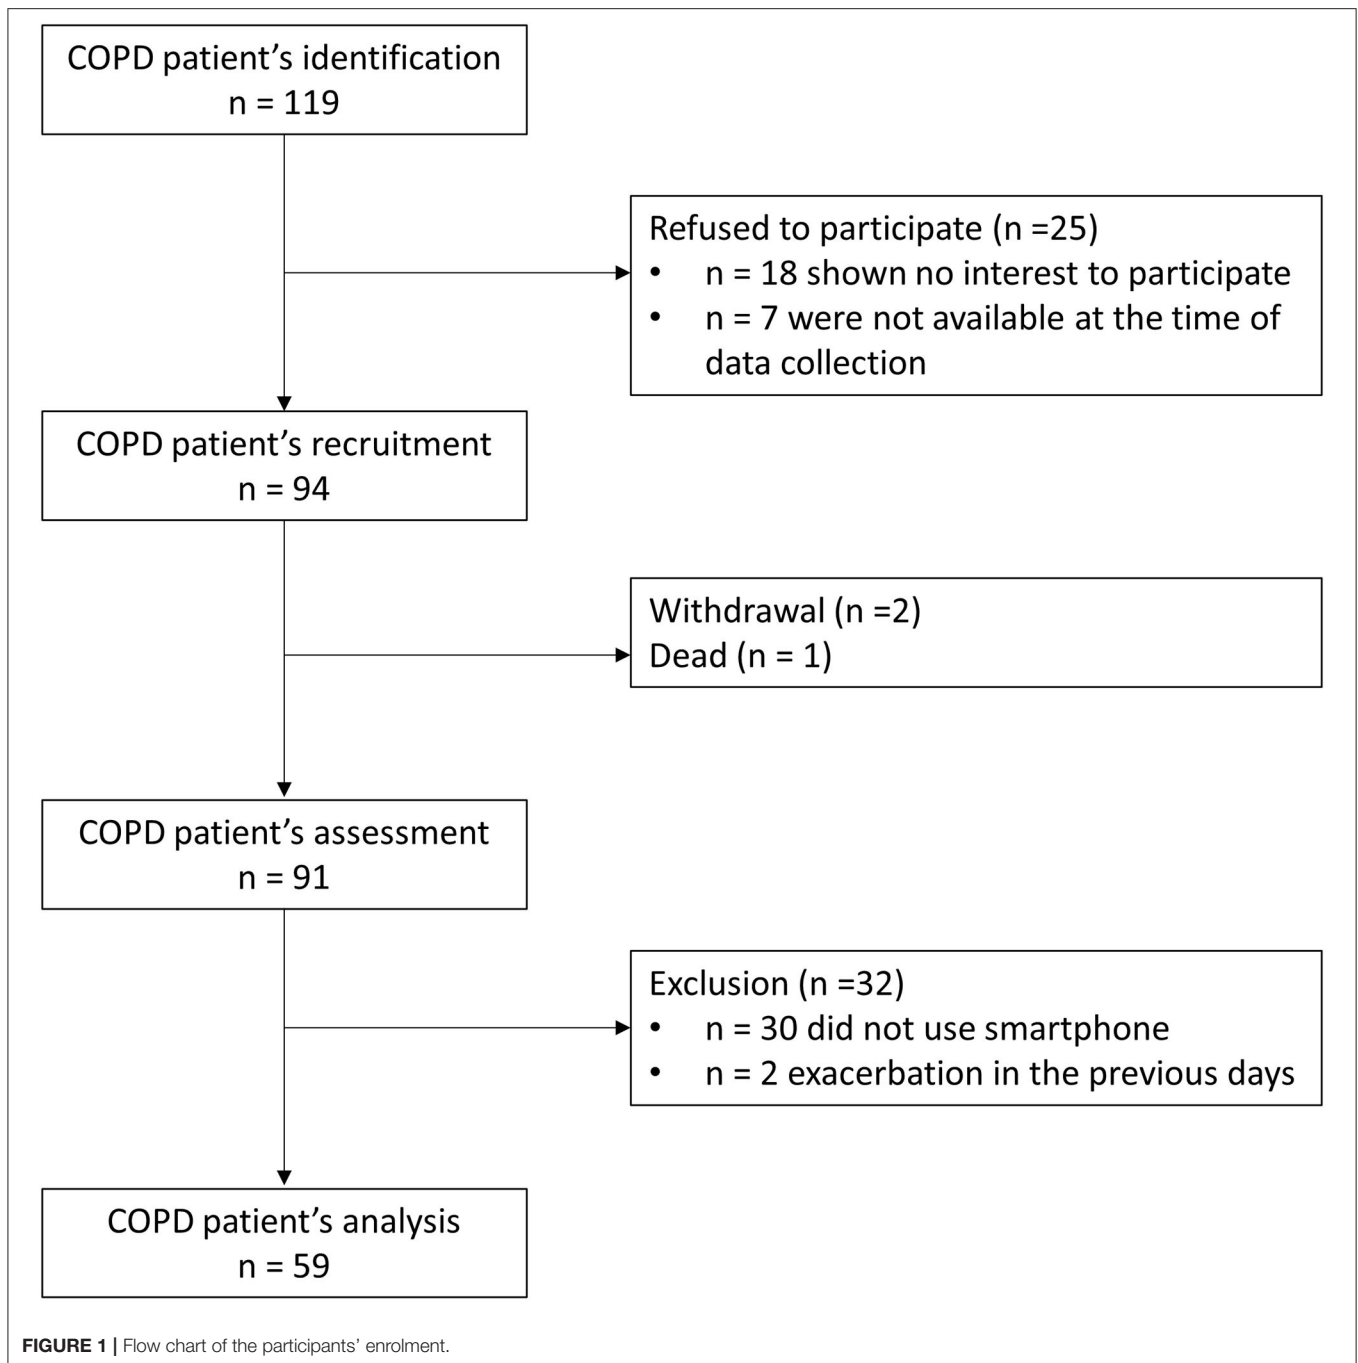 COPD patient’s identification
n = 119
Refused to participate (n =25)
• n = 18 shown no interest to participate
• n = 7 were not available at the time of
data collection
COPD patient’s recruitment
n = 94
Withdrawal (n =2)
Dead (n = 1)
COPD patient’s assessment
n = 91
Exclusion (n =32)
• n = 30 did not use smartphone
• n = 2 exacerbation in the previous days
COPD patient’s analysis
n = 59
FIGURE 1 | Flow chart of the participants’ enrolment.